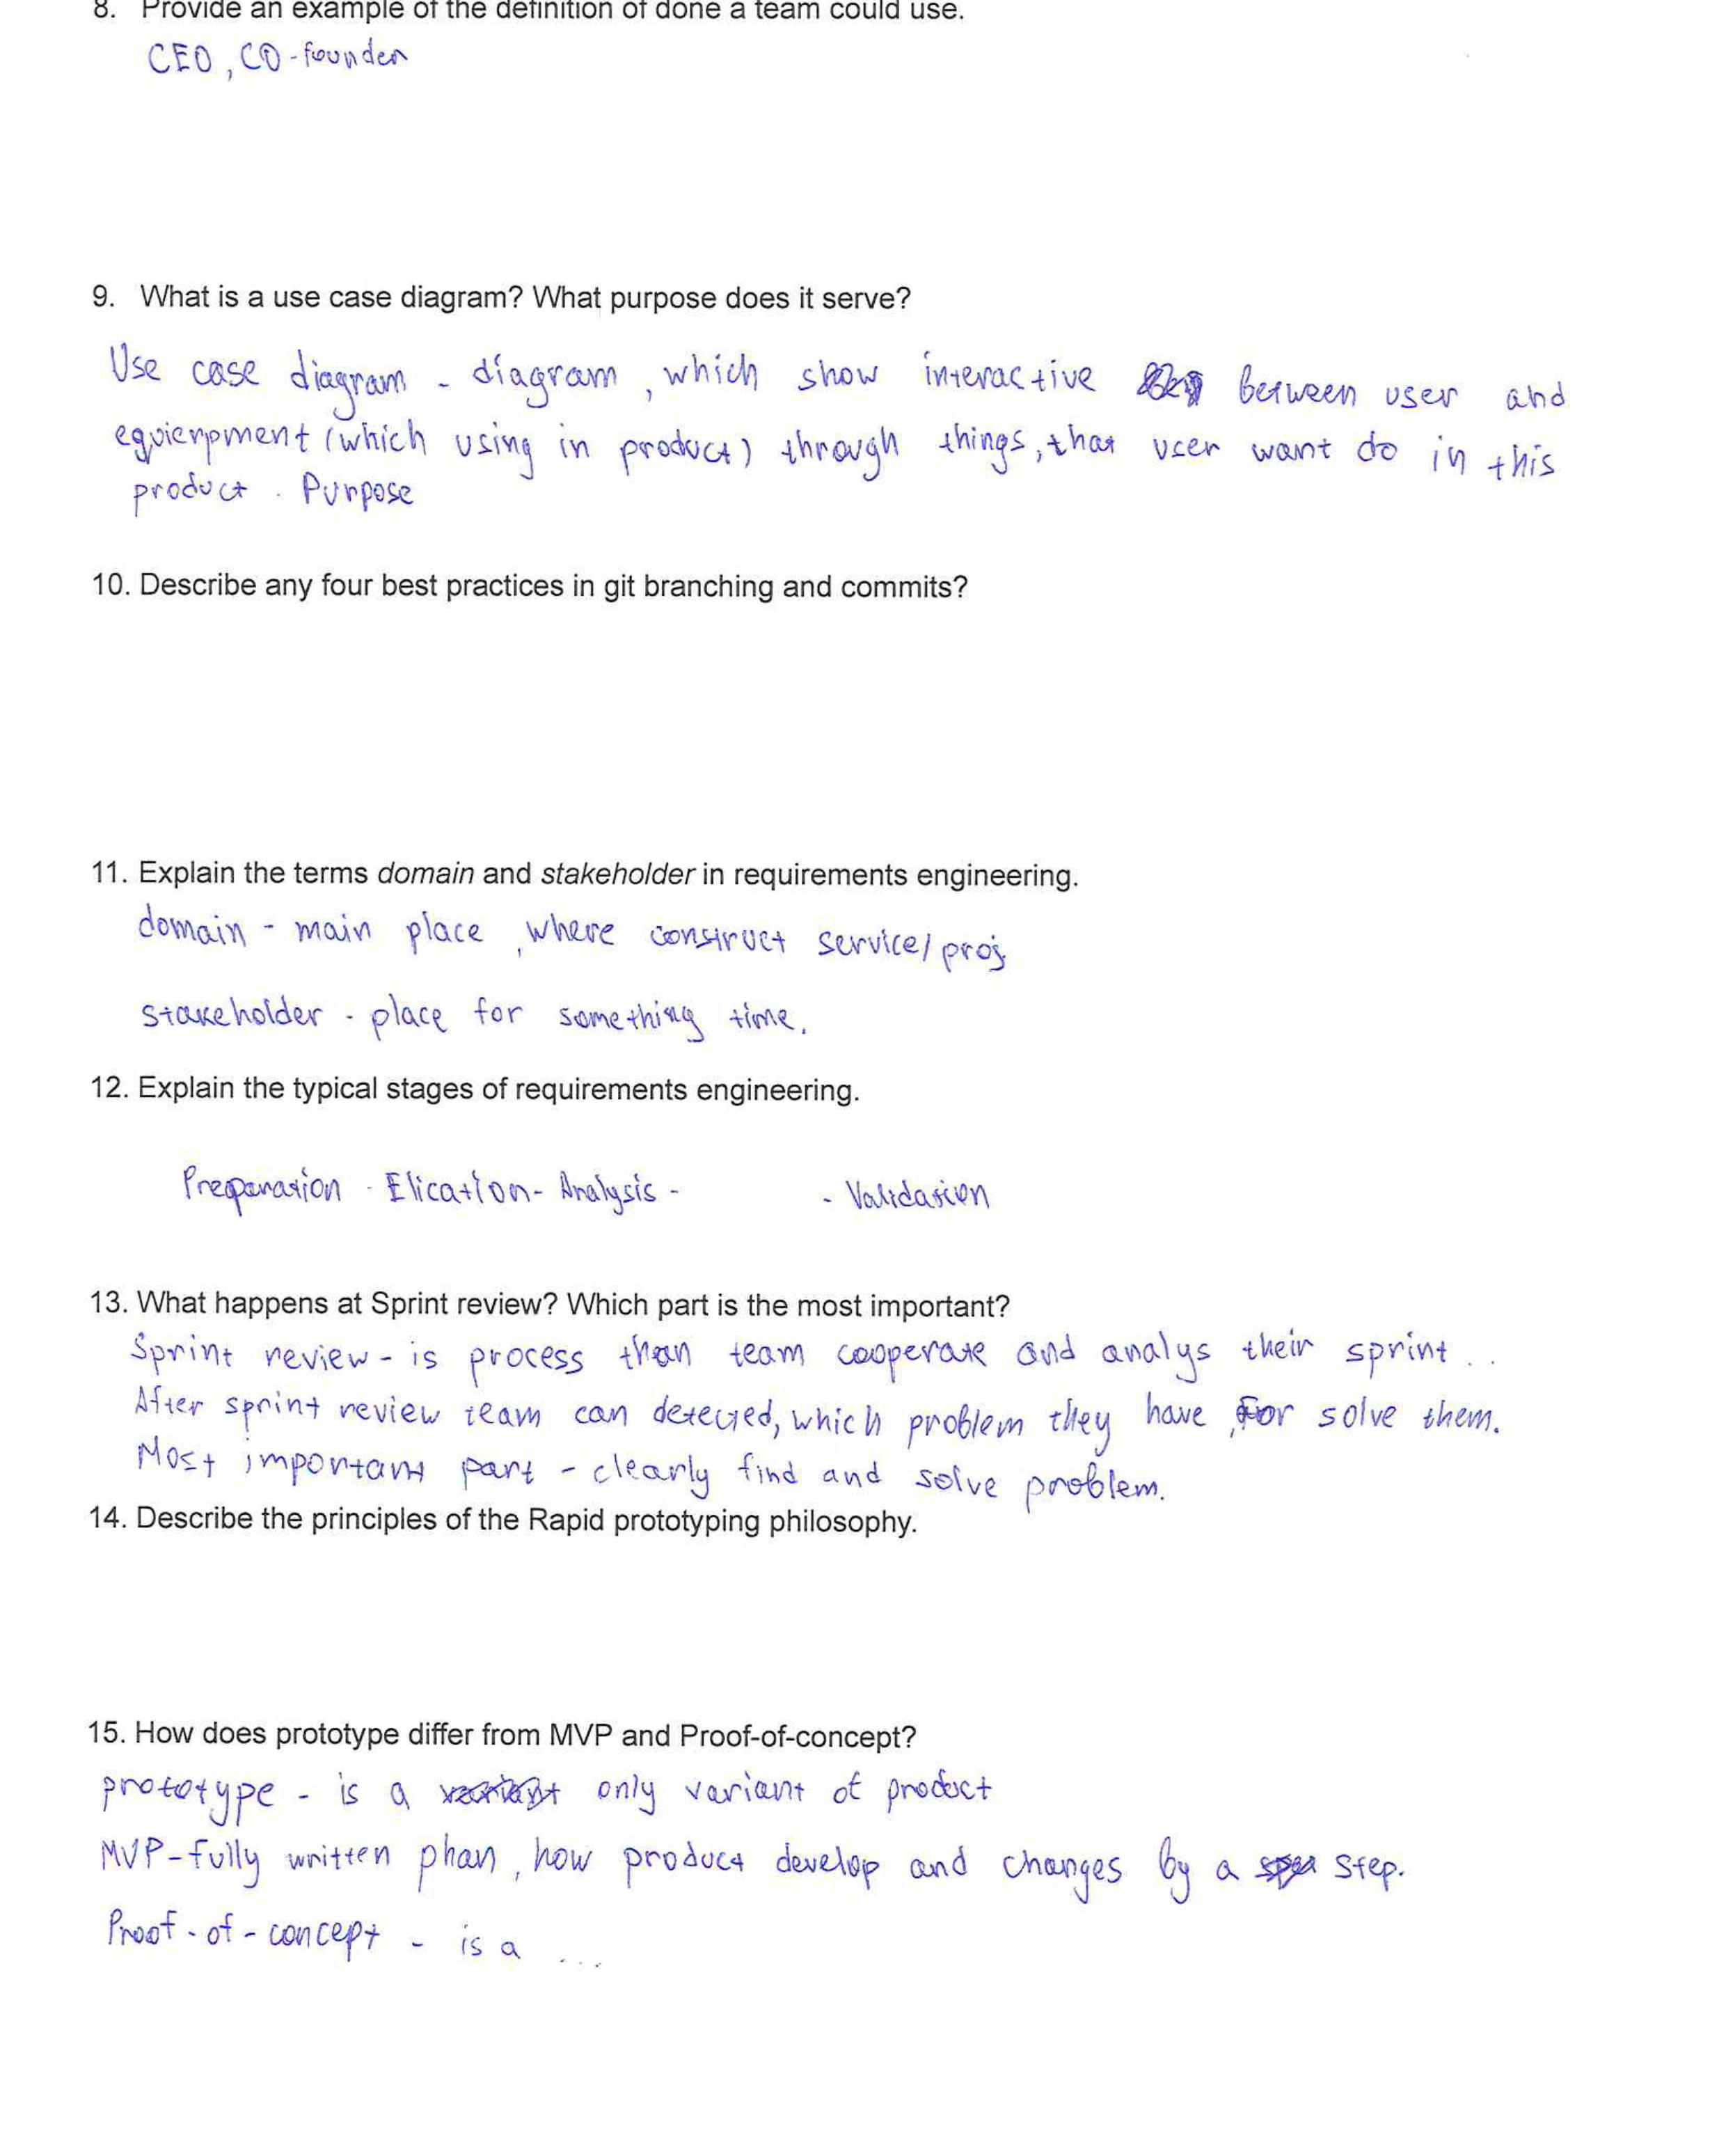 8. Provide an example of the definition of done a team could use.
CEO, CO-founder
9. What is a use case diagram? What purpose does it serve?
Use case diagram - diagram, which show interactive between user and
equierpment (which using in product) through things, that user want do in this
product. Purpose
10. Describe any four best practices in git branching and commits?
11. Explain the terms domain and stakeholder in requirements engineering.
domain - main place, where construct service/proj.
stakeholder - place for something time.
12. Explain the typical stages of requirements engineering.
Preparation - Elication - Analysis - - Validation
13. What happens at Sprint review? Which part is the most important?
Sprint review - is process than team cooperate and analys their sprint..
After sprint review team can detected, which problem they have, for solve them.
Most important part - clearly find and solve problem.
14. Describe the principles of the Rapid prototyping philosophy.
15. How does prototype differ from MVP and Proof-of-concept?
prototype - is a only variant of product
MVP - fully written phan, how product develop and changes by a step.
Proof-of-concept - is a ...